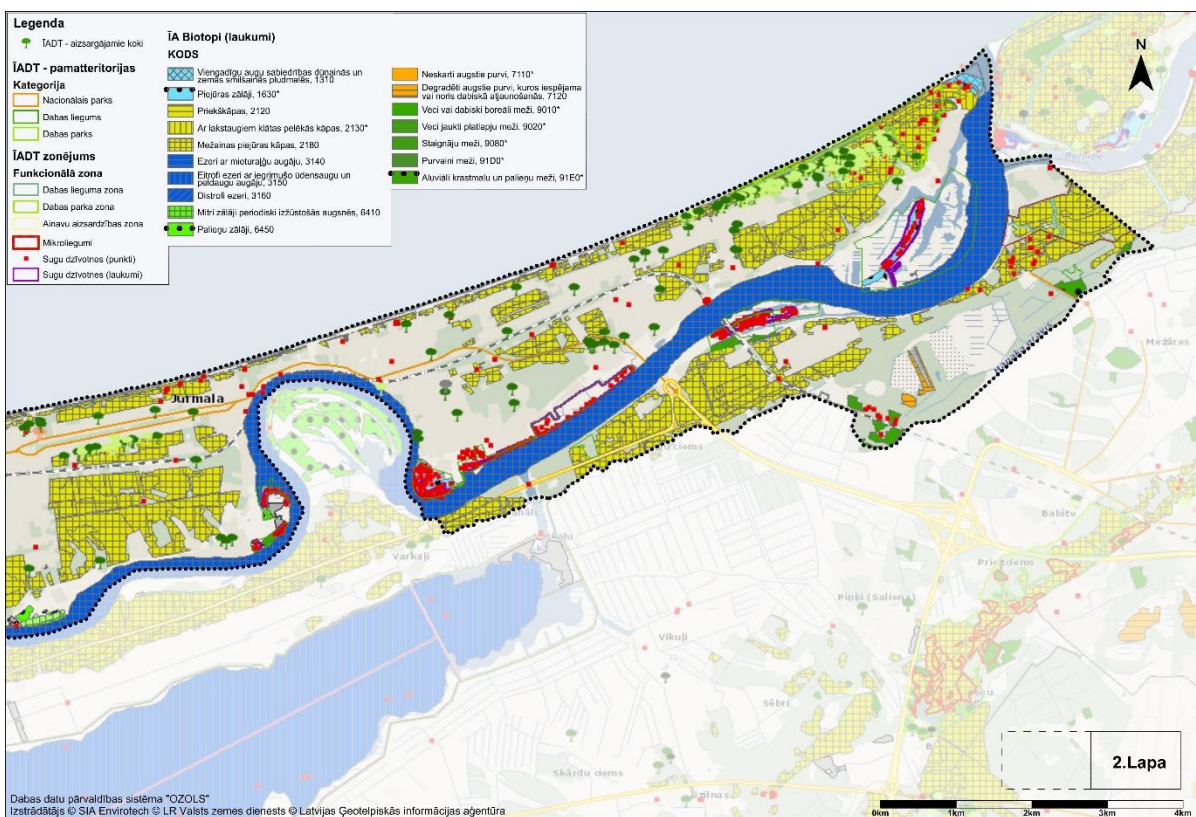 Legenda
ĪADT - aizsargājamie koki
ĪADT - pamatteritorijas
Kategorija
Nacionālais parks
Dabas liegums
Dabas parks
ĪADT zonējums
Funkcionālā zona
Dabas lieguma zona
Dabas parka zona
Ainavu aizsardzības zona
Mikroliegumi
Sugu dzīvotnes (punkti)
Sugu dzīvotnes (laukumi)
ĪA Biotopi (laukumi)
KODS
Viengadīgu augu sabiedrības dūņainās un
zemās smilšainās pludmalēs, 1310
Piejūras zālāji, 1630*
Priekškāpas, 2120
Ar lakstaugiem klātas pelēkās kāpas, 2130*
Mežainas piejūras kāpas, 2180
Ezeri ar mieturaļģu augāju, 3140
Eitrofi ezeri ar iegrimušo ūdensaugu un
peldaugu augāju, 3150
Distrofi ezeri, 3160
Mitri zālāji periodiski izžūstošās augsnēs, 6410
Palieņu zālāji, 6450
Neskarti augstie purvi, 7110*
Degradēti augstie purvi, kuros iespējama
vai noris dabiskā atjaunošanās, 7120
Veci vai dabiski boreāli meži, 9010*
Veci jaukti platlapju meži, 9020*
Staignāju meži, 9080*
Purvaini meži, 91D0*
Aluviāli krastmalu un palieņu meži, 91E0*
N
Buļļupe
Mežāres
Jūrmala
Babīte
Varkaļi
Priežciems
Piņķi (Saliena)
Vīkuļi
Sēbri
Skārdu ciems
2.Lapa
Dabas datu pārvaldības sistēma "OZOLS"
Izstrādātājs © SIA Envirotech © LR Valsts zemes dienests © Latvijas Ģeotelpiskās informācijas aģentūra
0km 1km 2km 3km 4km